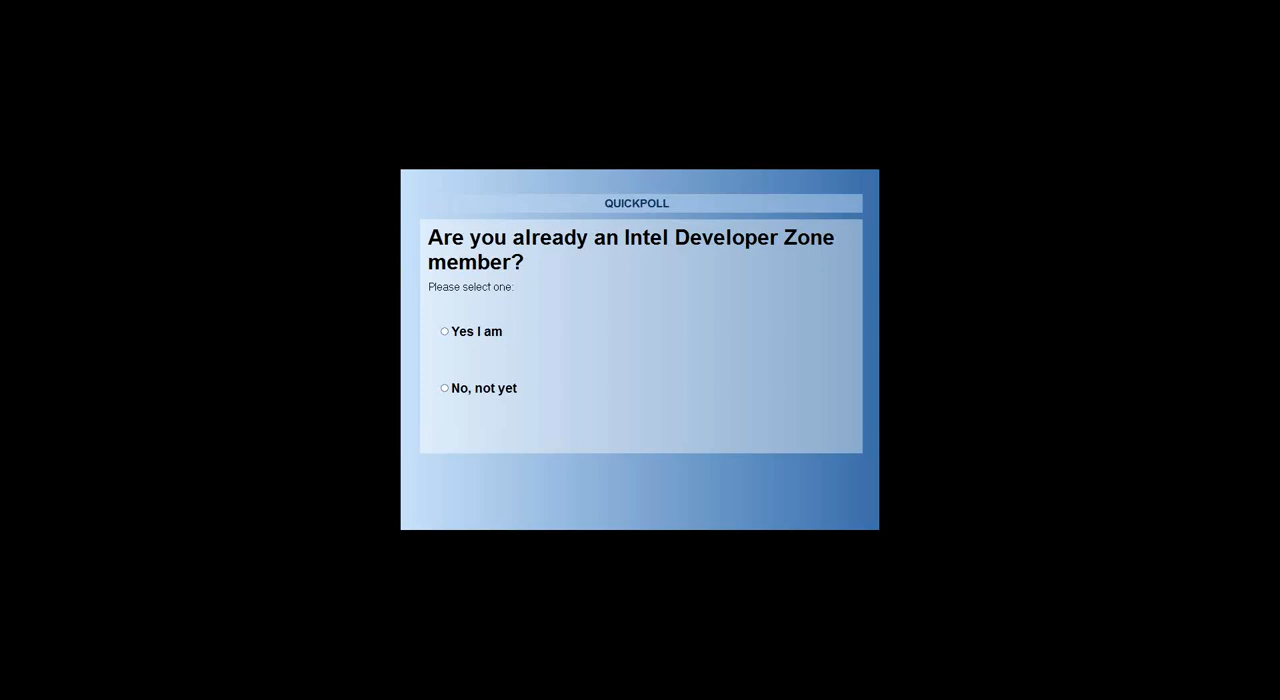 QUICKPOLL
Are you already an Intel Developer Zone
member?
Please select one:
Yes I am
No, not yet